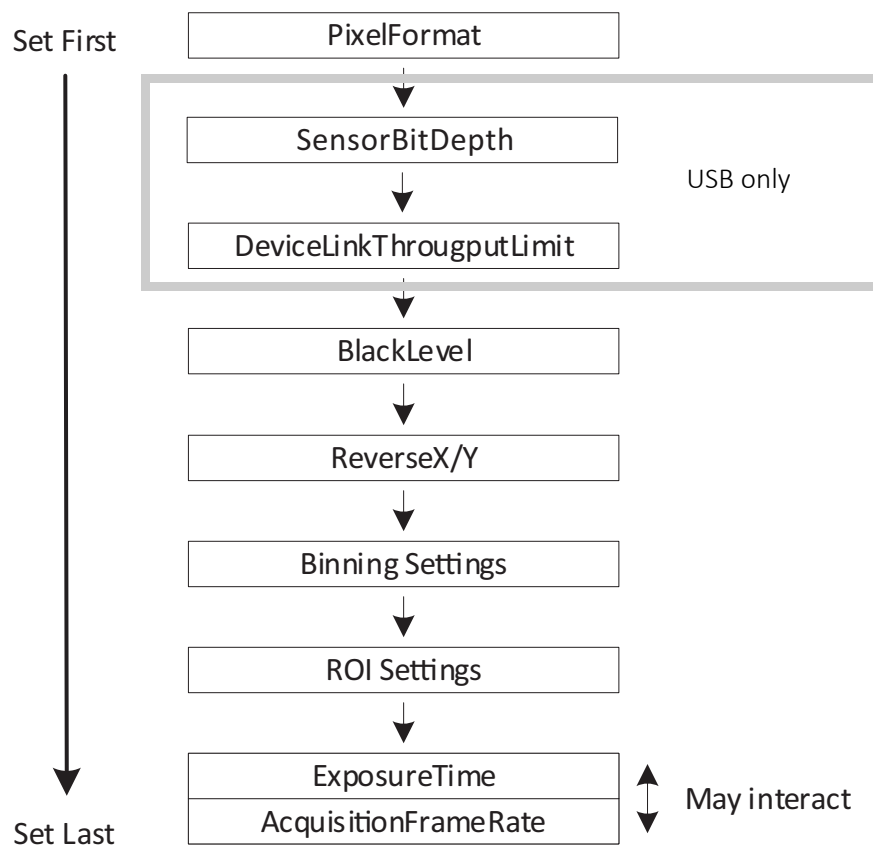 Set First
PixelFormat
SensorBitDepth
USB only
DeviceLinkThrougputLimit
BlackLevel
ReverseX/Y
Binning Settings
ROI Settings
ExposureTime
May interact
AcquisitionFrameRate
Set Last